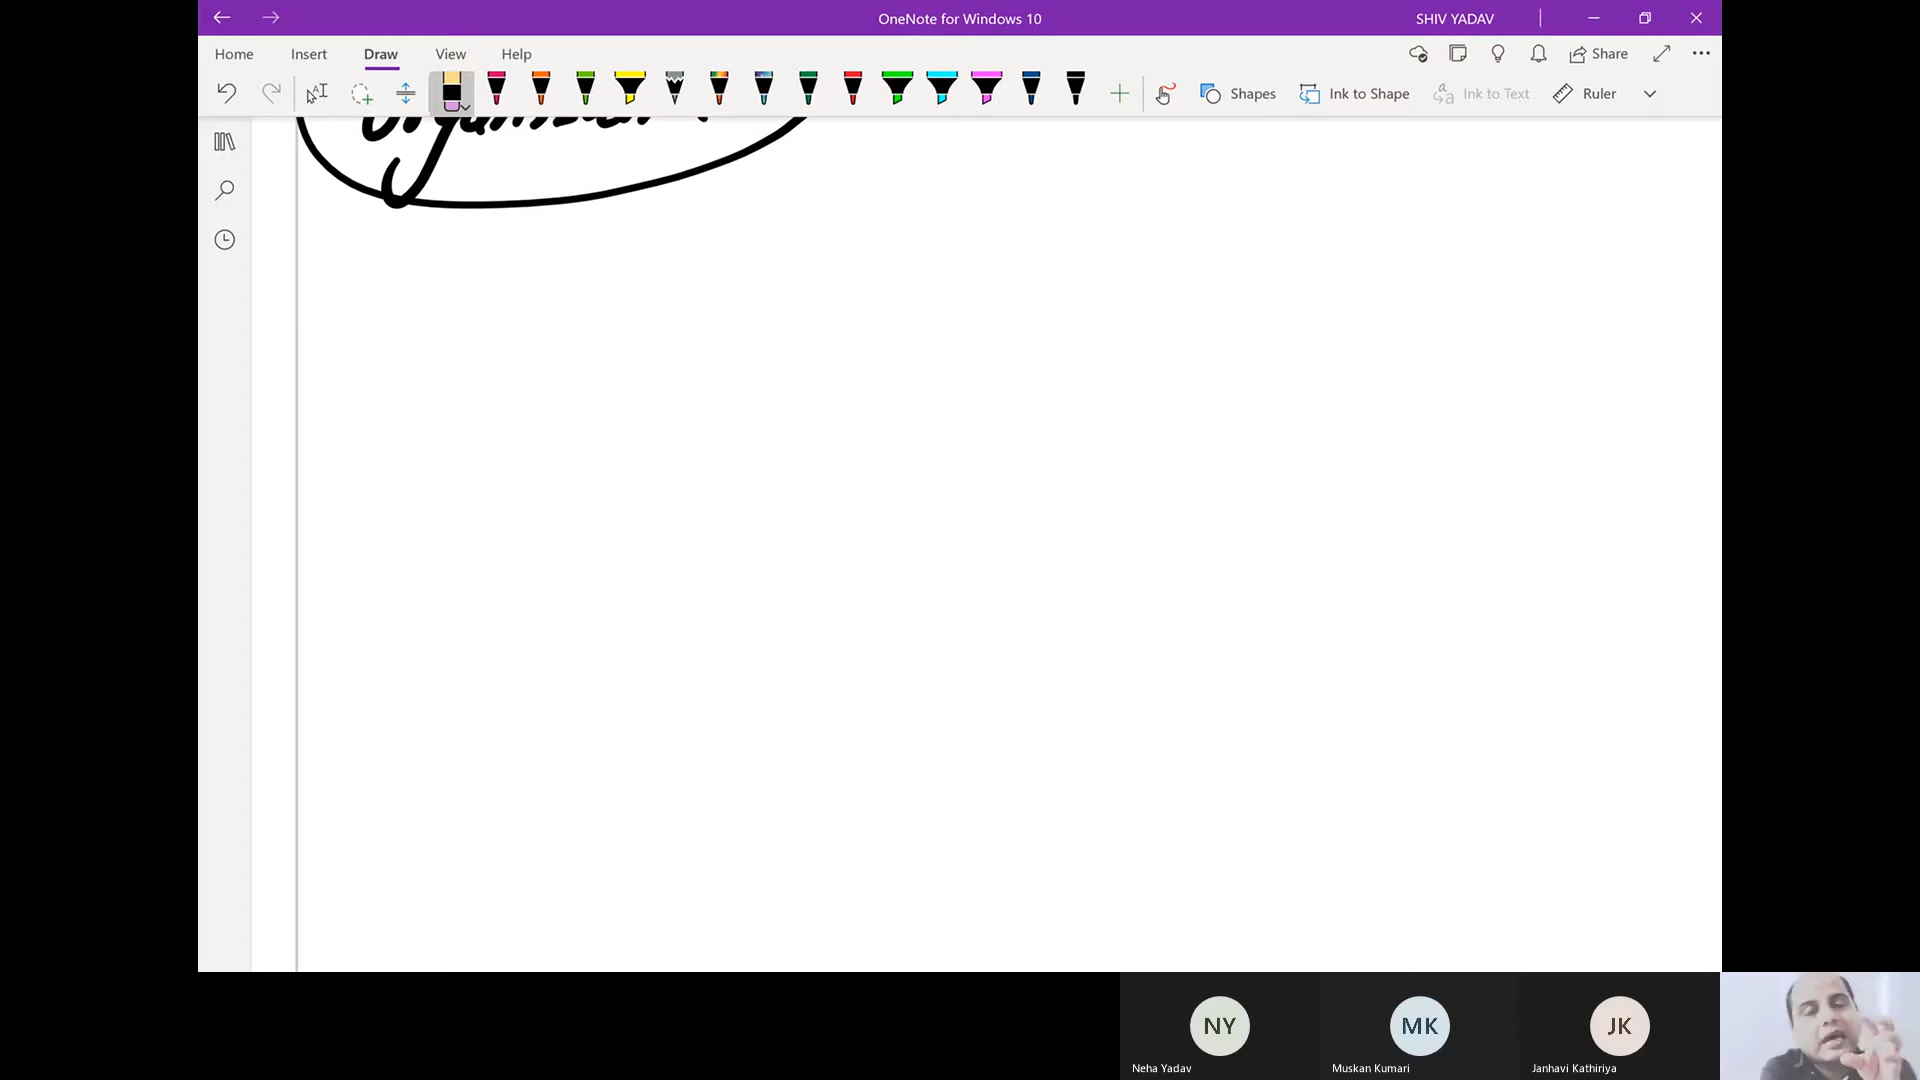 OneNote for Windows 10
SHIV YADAV
Home Insert Draw View Help
Share
Shapes Ink to Shape Ink to Text Ruler
NY MK JK
Neha Yadav Muskan Kumari Janhavi Kathiriya